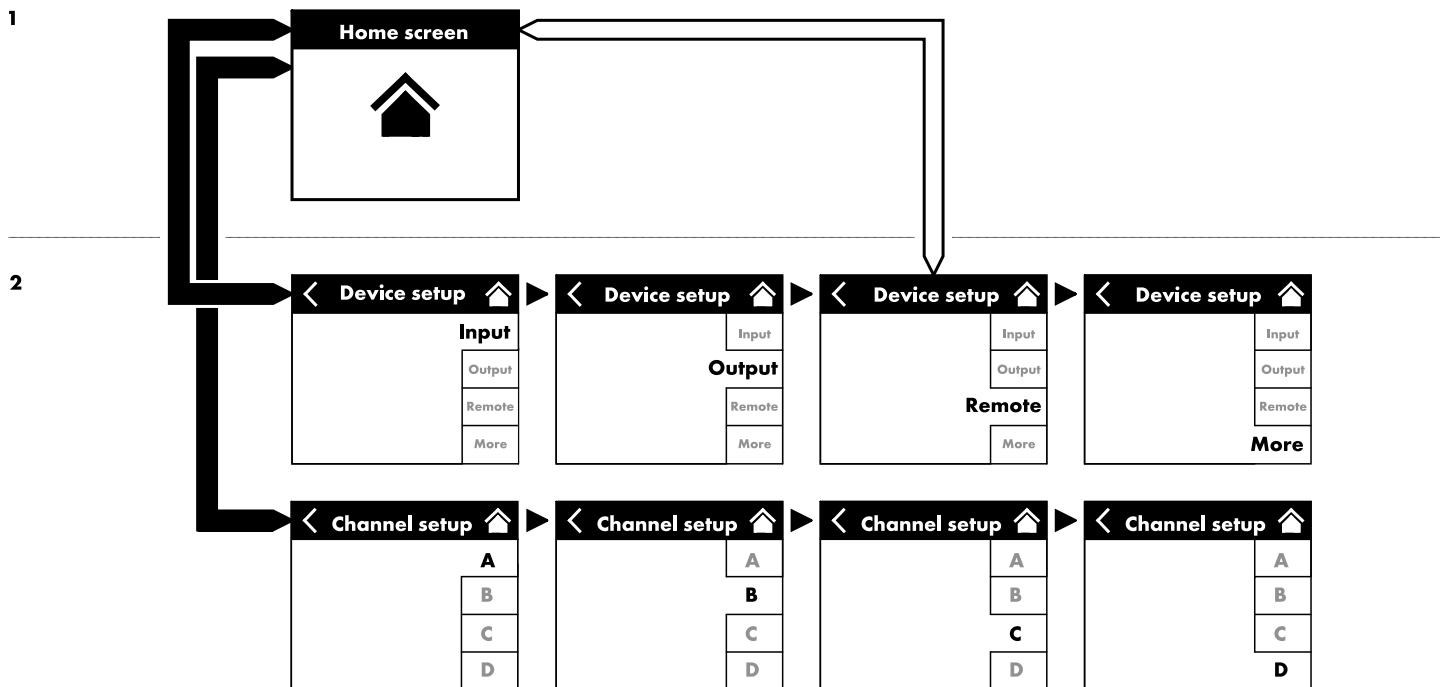 1
Home screen
2
Device setup
Input
Output
Remote
More
Device setup
Input
Output
Remote
More
Device setup
Input
Output
Remote
More
Device setup
Input
Output
Remote
More
Channel setup
A
B
C
D
Channel setup
A
B
C
D
Channel setup
A
B
C
D
Channel setup
A
B
C
D